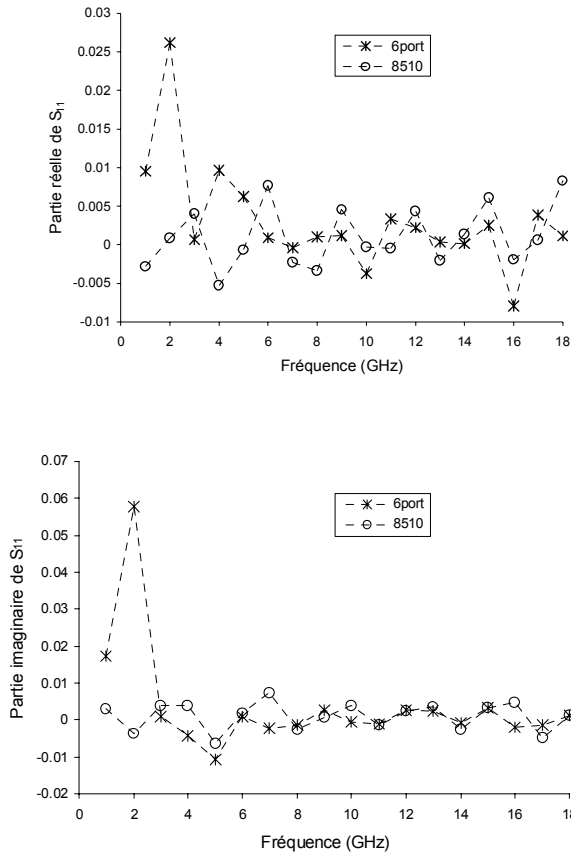 0.03
0.025
0.02
0.015
0.01
0.005
0
-0.005
-0.01
Partie réelle de S11
6port
8510
0 2 4 6 8 10 12 14 16 18
Fréquence (GHz)
0.07
0.06
0.05
0.04
0.03
0.02
0.01
0
-0.01
-0.02
Partie imaginaire de S11
6port
8510
0 2 4 6 8 10 12 14 16 18
Fréquence (GHz)